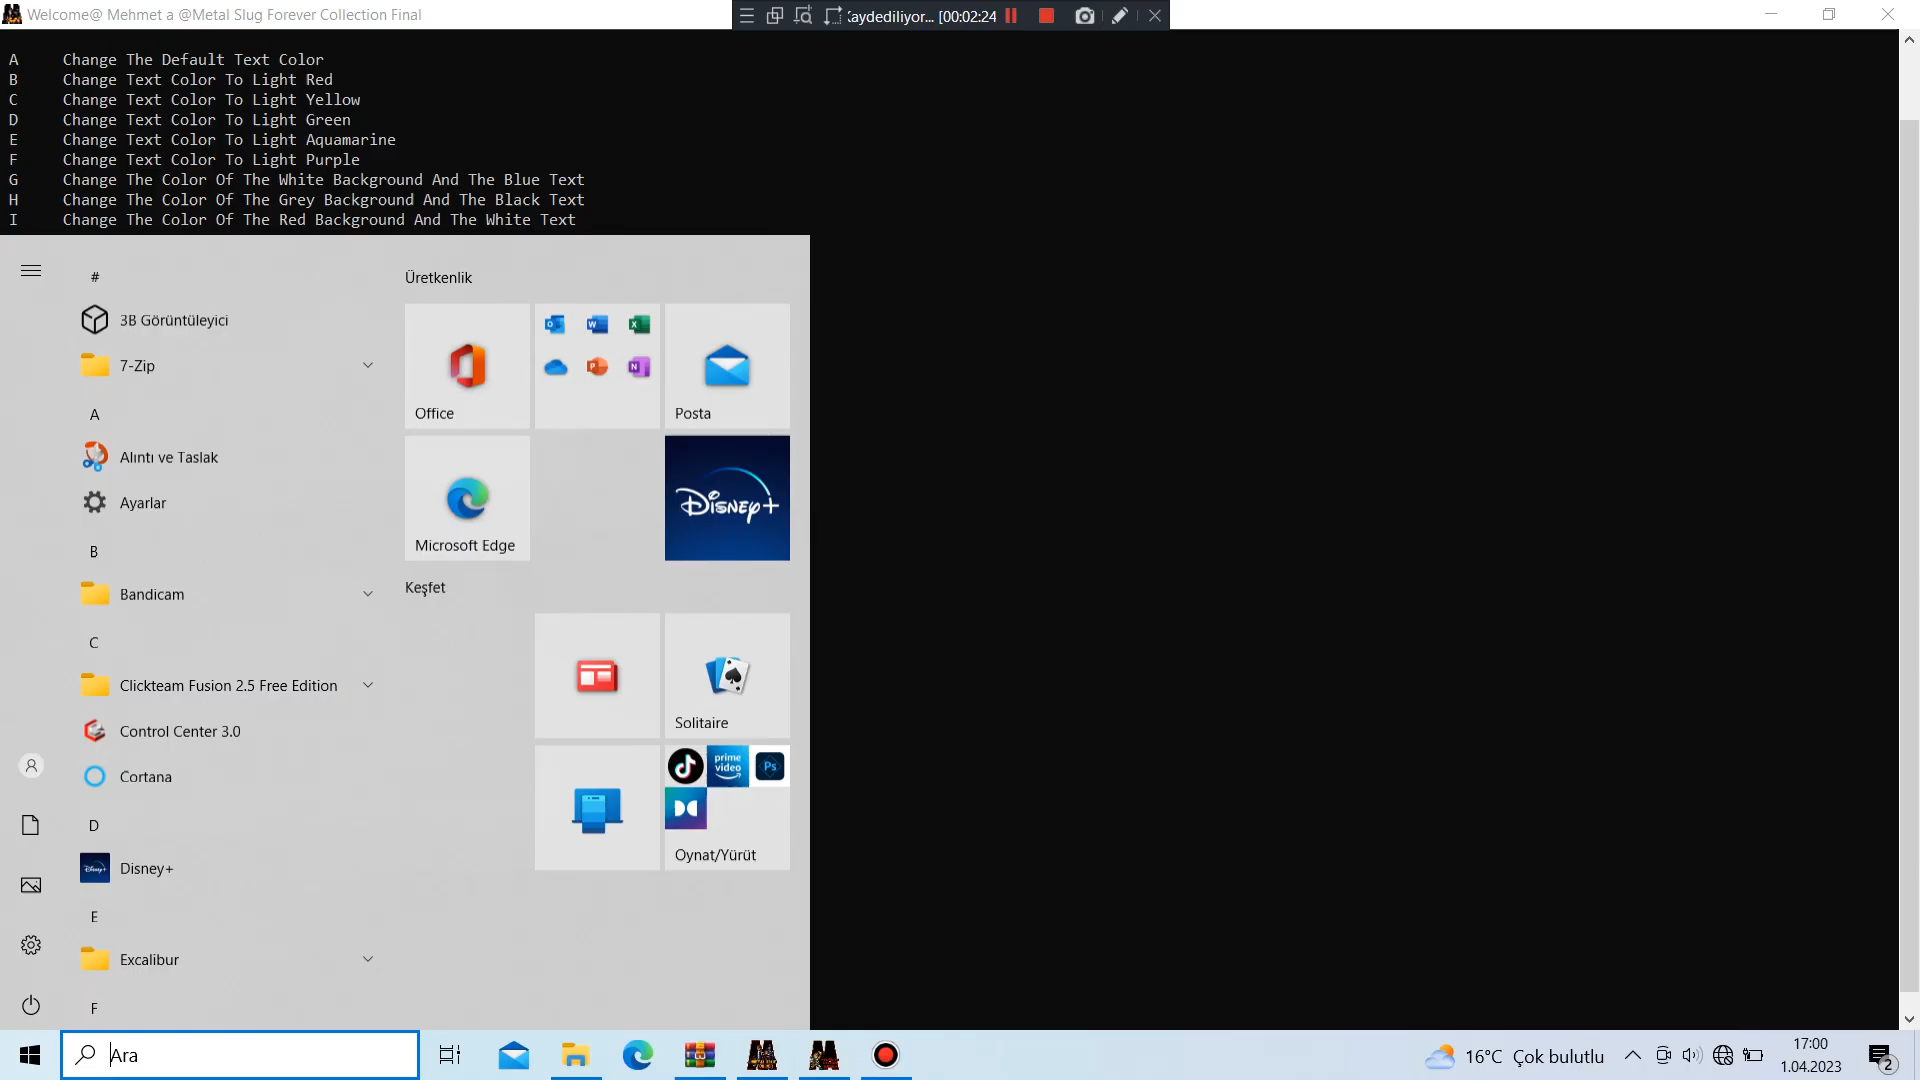 Welcome@ Mehmet a @Metal Slug Forever Collection Final
Kaydediliyor... [00:02:24
A Change The Default Text Color
B Change Text Color To Light Red
C Change Text Color To Light Yellow
D Change Text Color To Light Green
E Change Text Color To Light Aquamarine
F Change Text Color To Light Purple
G Change The Color Of The White Background And The Blue Text
H Change The Color Of The Grey Background And The Black Text
I Change The Color Of The Red Background And The White Text
#
3B Görüntüleyici
7-Zip
A
Alıntı ve Taslak
Ayarlar
B
Bandicam
C
Clickteam Fusion 2.5 Free Edition
Control Center 3.0
Cortana
D
Disney+
Disney+
E
Excalibur
F
Üretkenlik
Office
Posta
Microsoft Edge
Disney+
Keşfet
Solitaire
prime video
Ps
Oynat/Yürüt
Ara
16°C Çok bulutlu
17:00
1.04.2023
2